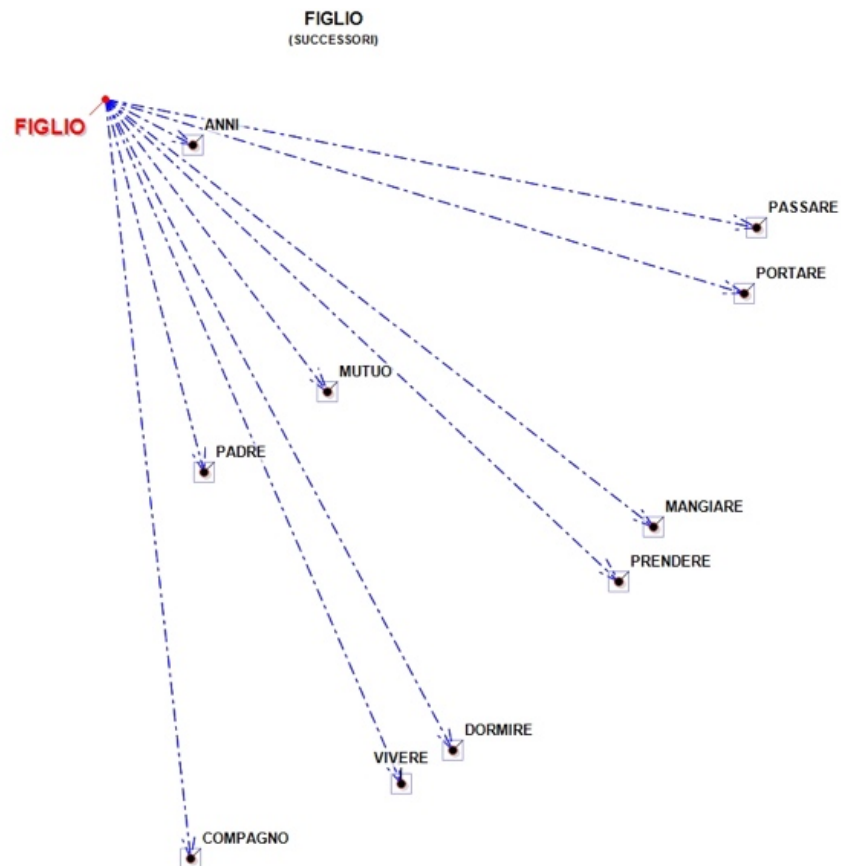 FIGLIO
(SUCCESSORI)
FIGLIO
ANNI
PASSARE
PORTARE
MUTUO
PADRE
MANGIARE
PRENDERE
DORMIRE
VIVERE
COMPAGNO